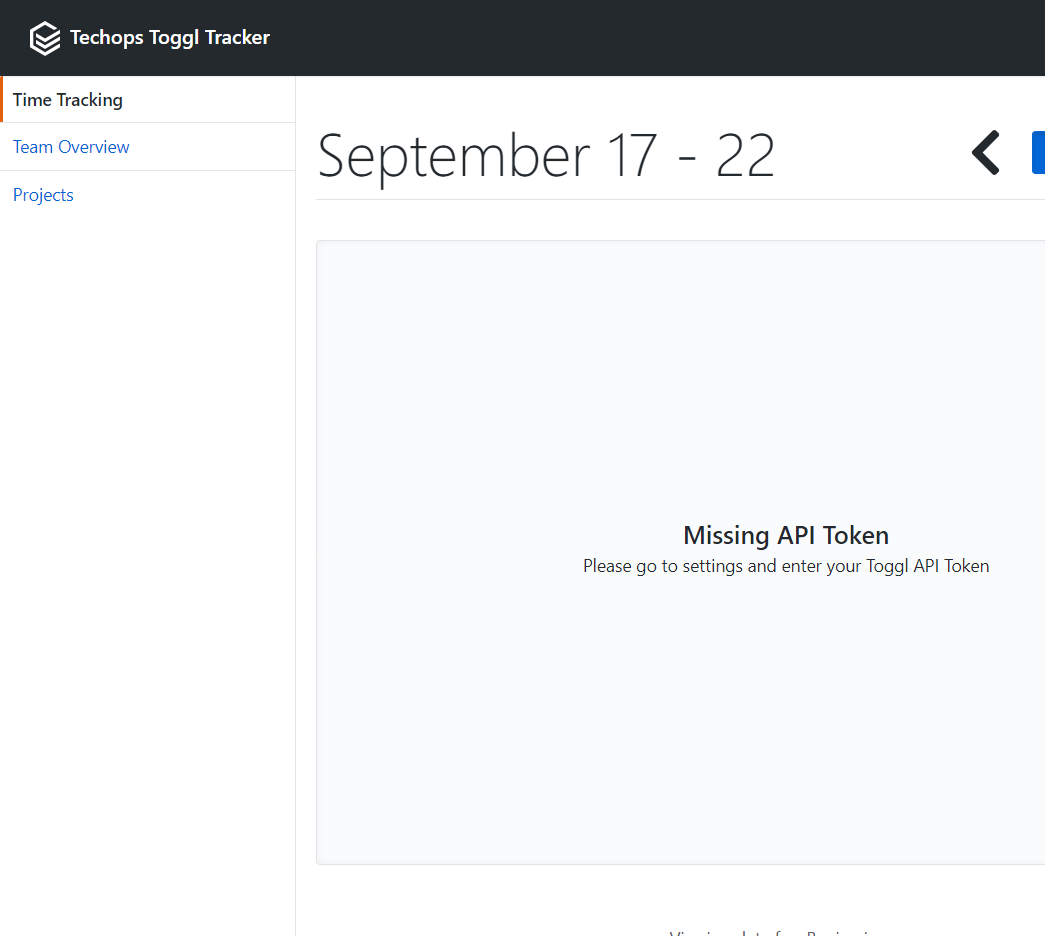 Techops Toggl Tracker
Time Tracking
Team Overview
Projects
September 17 - 22
Missing API Token
Please go to settings and enter your Toggl API Token